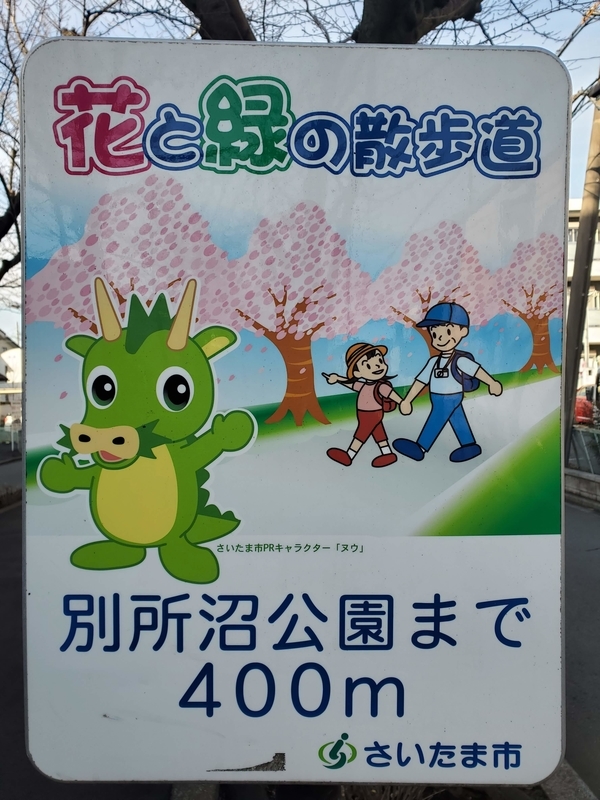 花と緑の散歩道
さいたま市PRキャラクター「ヌゥ」
別所沼公園まで
400m
さいたま市